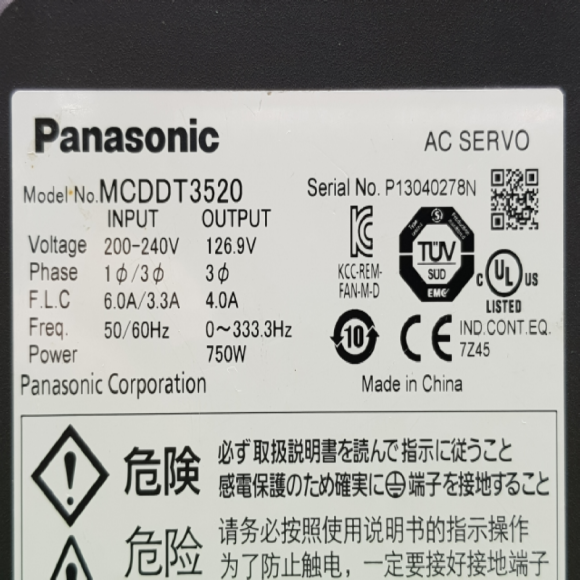 Panasonic
AC SERVO
Model No. MCDDT3520
Serial No. P13040278N
INPUT OUTPUT
Voltage 200-240V 126.9V
Phase 1ϕ/3ϕ 3ϕ
F.L.C 6.0A/3.3A 4.0A
Freq. 50/60Hz 0~333.3Hz
Power 750W
KCC-REM-
FAN-M-D
TÜV
SÜD
EMC
C UL US
LISTED
10
CE
IND.CONT.EQ.
7Z45
Panasonic Corporation
Made in China
危険
必ず取扱説明書を読んで指示に従うこと
感電保護のため確実に端子を接地すること
危险
请务必按照使用说明书的指示操作
为了防止触电，一定要接好接地端子